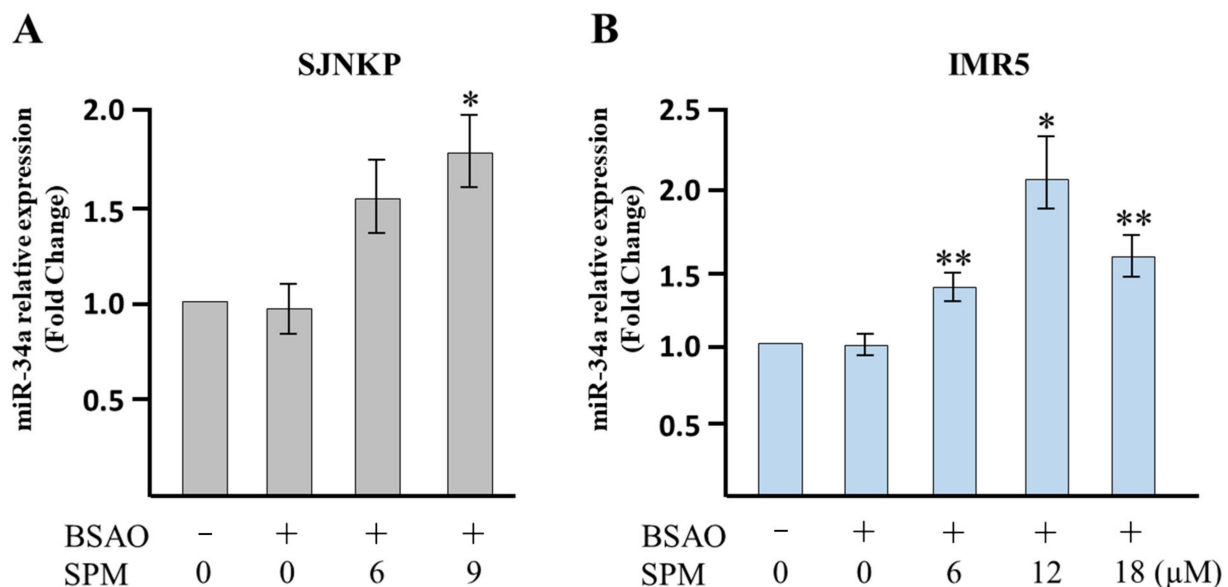 A
SJNKP
miR-34a relative expression
(Fold Change)
2.0
1.5
1.0
0.5
*
BSAO - + + +
SPM 0 0 6 9
B
IMR5
miR-34a relative expression
(Fold Change)
2.5
2.0
1.5
1.0
0.5
** * **
BSAO - + + + +
SPM 0 0 6 12 18 (µM)